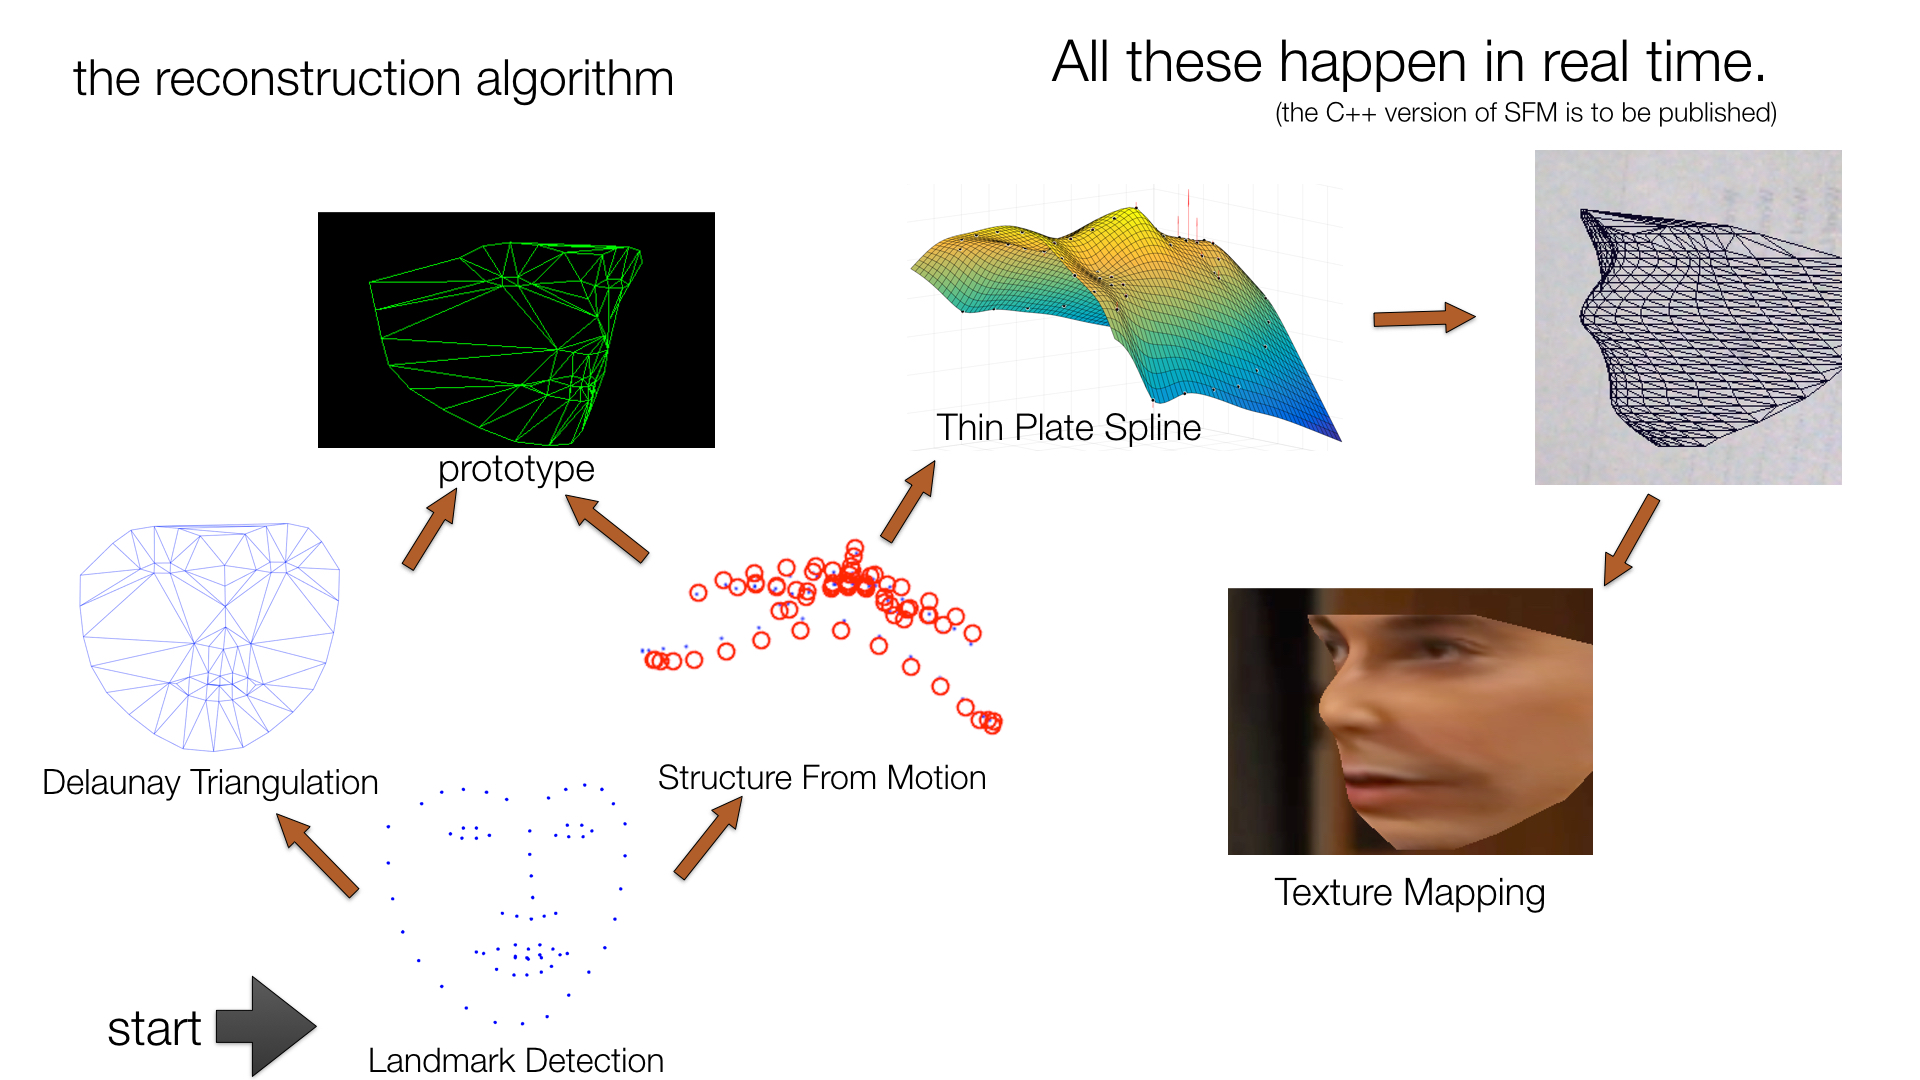 the reconstruction algorithm
All these happen in real time.
(the C++ version of SFM is to be published)
Thin Plate Spline
prototype
Delaunay Triangulation
Structure From Motion
Texture Mapping
start
Landmark Detection